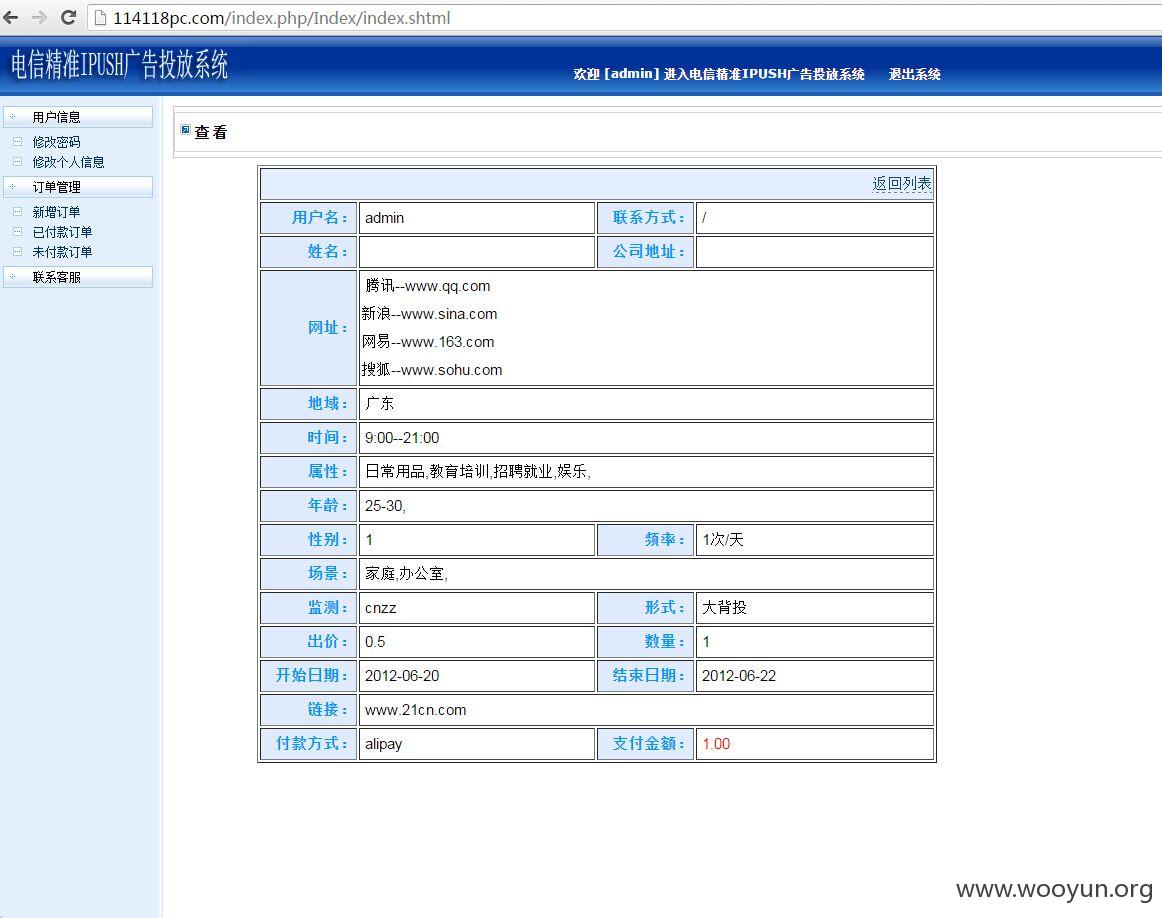 114118pc.com/index.php/Index/index.shtml
电信精准IPUSH广告投放系统
欢迎 [admin] 进入电信精准IPUSH广告投放系统 退出系统
用户信息
修改密码
修改个人信息
订单管理
新增订单
已付款订单
未付款订单
联系客服
查看
返回列表
用户名： admin 联系方式： /
姓名： 公司地址：
网址： 腾讯--www.qq.com
新浪--www.sina.com
网易--www.163.com
搜狐--www.sohu.com
地域： 广东
时间： 9:00--21:00
属性： 日常用品,教育培训,招聘就业,娱乐,
年龄： 25-30,
性别： 1 频率： 1次/天
场景： 家庭,办公室,
监测： cnzz 形式： 大背投
出价： 0.5 数量： 1
开始日期： 2012-06-20 结束日期： 2012-06-22
链接： www.21cn.com
付款方式： alipay 支付金额： 1.00
www.wooyun.org